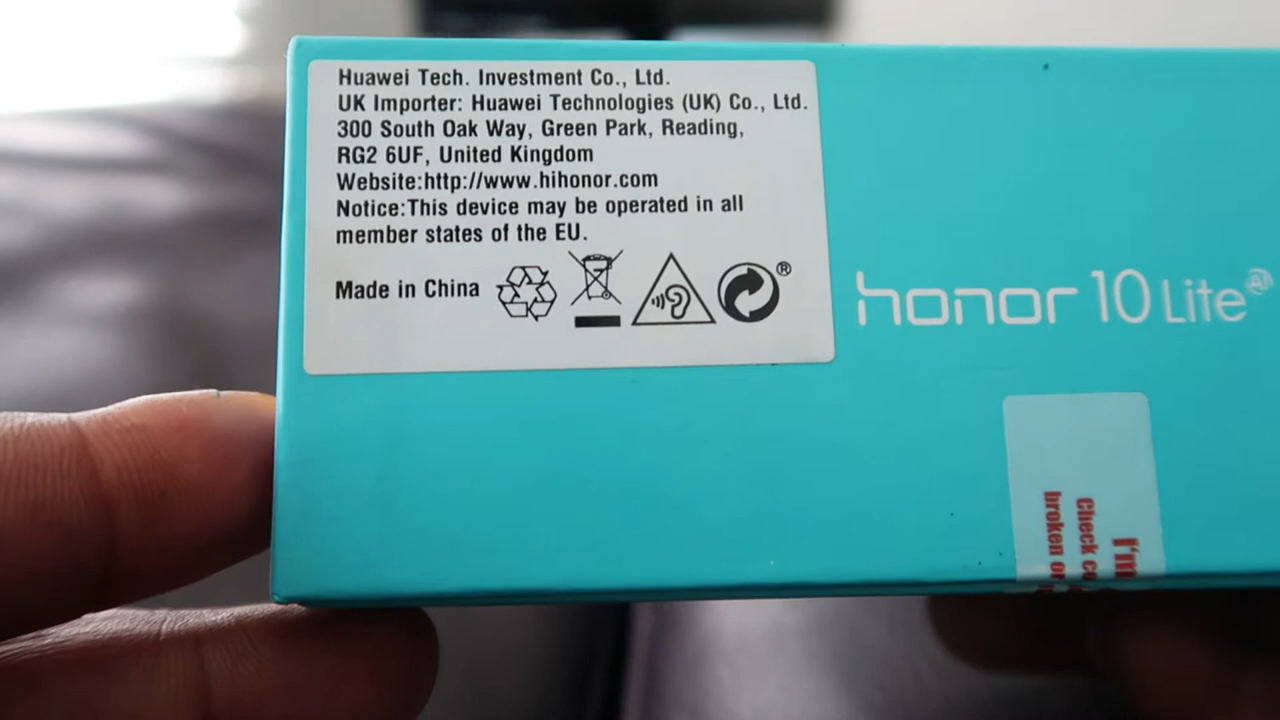 Huawei Tech. Investment Co., Ltd.
UK Importer: Huawei Technologies (UK) Co., Ltd.
300 South Oak Way, Green Park, Reading,
RG2 6UF, United Kingdom
Website:http://www.hihonor.com
Notice:This device may be operated in all
member states of the EU.
Made in China
®
honor 10 Lite AI
I'm
Check
broken or